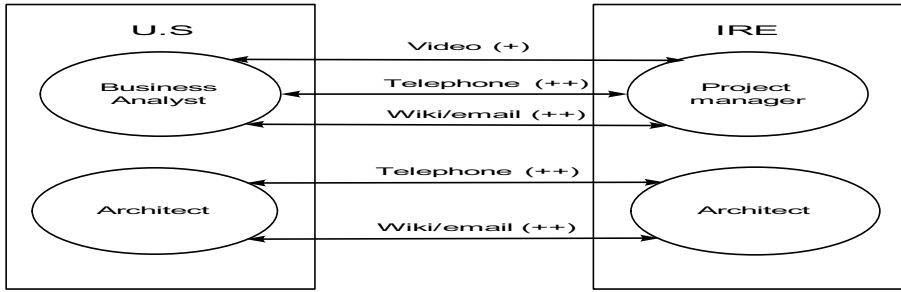 U.S
IRE
Video (+)
Business
Analyst
Telephone (++)
Project
manager
Wiki/email (++)
Telephone (++)
Architect
Architect
Wiki/email (++)